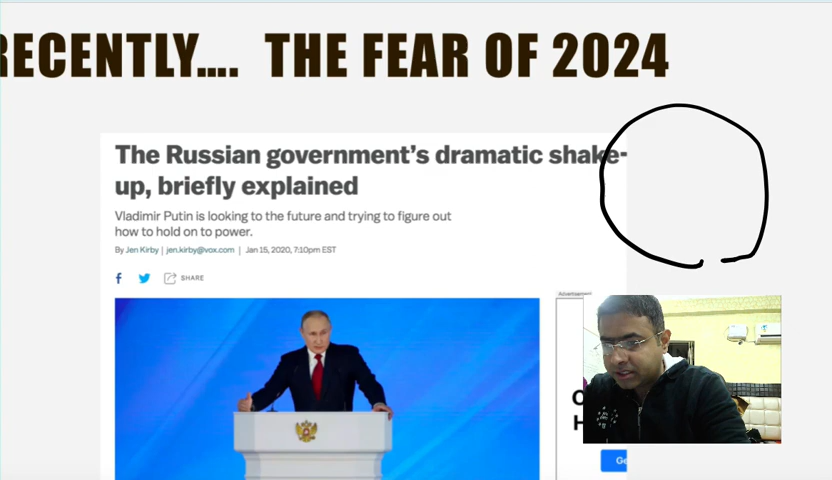 RECENTLY.... THE FEAR OF 2024
The Russian government's dramatic shake-
up, briefly explained
Vladimir Putin is looking to the future and trying to figure out
how to hold on to power.
By Jen Kirby | jen.kirby@vox.com | Jan 15, 2020, 7:10pm EST
SHARE
Advertisement